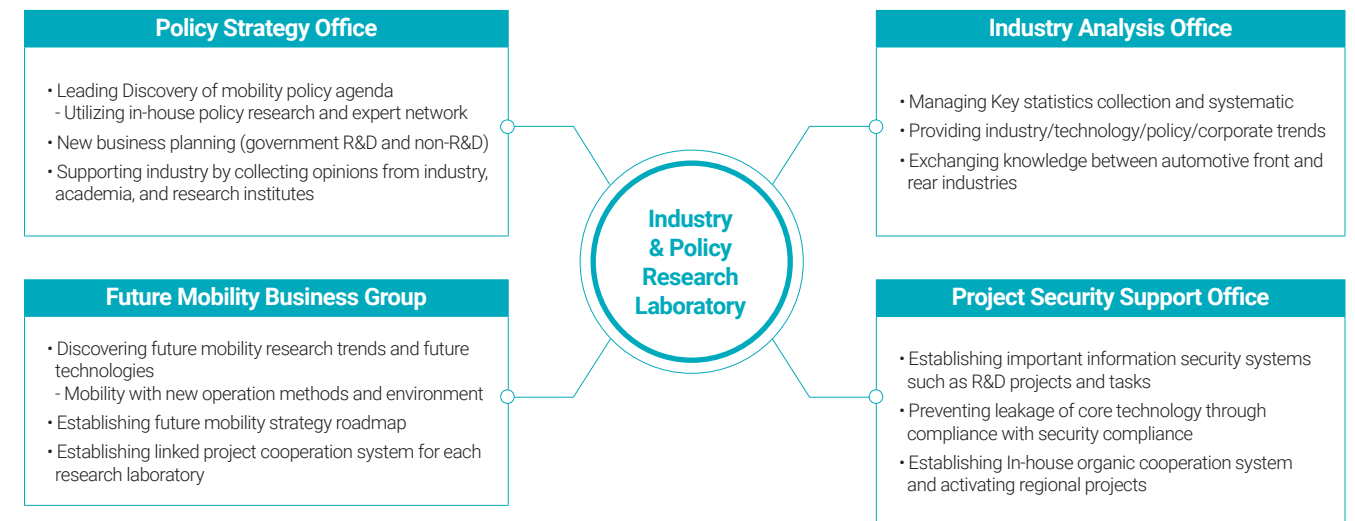 Policy Strategy Office
• Leading Discovery of mobility policy agenda
- Utilizing in-house policy research and expert network
• New business planning (government R&D and non-R&D)
• Supporting industry by collecting opinions from industry,
academia, and research institutes
Industry Analysis Office
• Managing Key statistics collection and systematic
• Providing industry/technology/policy/corporate trends
• Exchanging knowledge between automotive front and
rear industries
Industry
& Policy
Research
Laboratory
Future Mobility Business Group
• Discovering future mobility research trends and future
technologies
- Mobility with new operation methods and environment
• Establishing future mobility strategy roadmap
• Establishing linked project cooperation system for each
research laboratory
Project Security Support Office
• Establishing important information security systems
such as R&D projects and tasks
• Preventing leakage of core technology through
compliance with security compliance
• Establishing In-house organic cooperation system
and activating regional projects